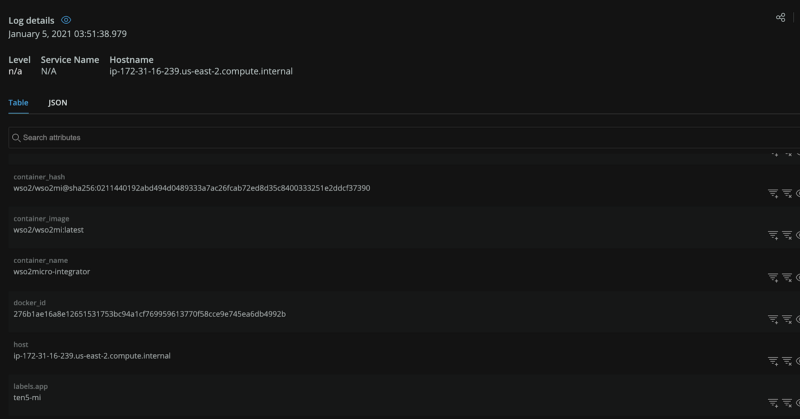 Log details
January 5, 2021 03:51:38.979
Level Service Name Hostname
n/a N/A ip-172-31-16-239.us-east-2.compute.internal
Table JSON
Search attributes
container_hash
wso2/wso2mi@sha256:0211440192abd494d0489333a7ac26fcab72ed8d35c8400333251e2ddcf37390
container_image
wso2/wso2mi:latest
container_name
wso2micro-integrator
docker_id
276b1ae16a8e12651531753bc94a1cf769959613770f58cce9e745ea6db4992b
host
ip-172-31-16-239.us-east-2.compute.internal
labels.app
ten5-mi